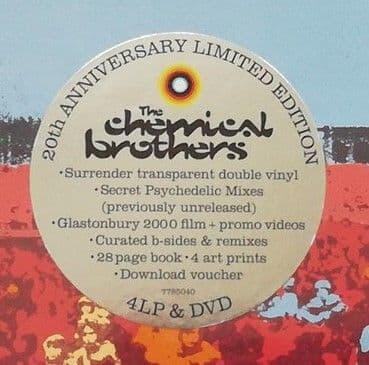 20th ANNIVERSARY LIMITED EDITION
The
chemical
brothers
•Surrender transparent double vinyl
•Secret Psychedelic Mixes
(previously unreleased)
•Glastonbury 2000 film + promo videos
•Curated b-sides & remixes
•28 page book •4 art prints
•Download voucher
7785040
4LP & DVD